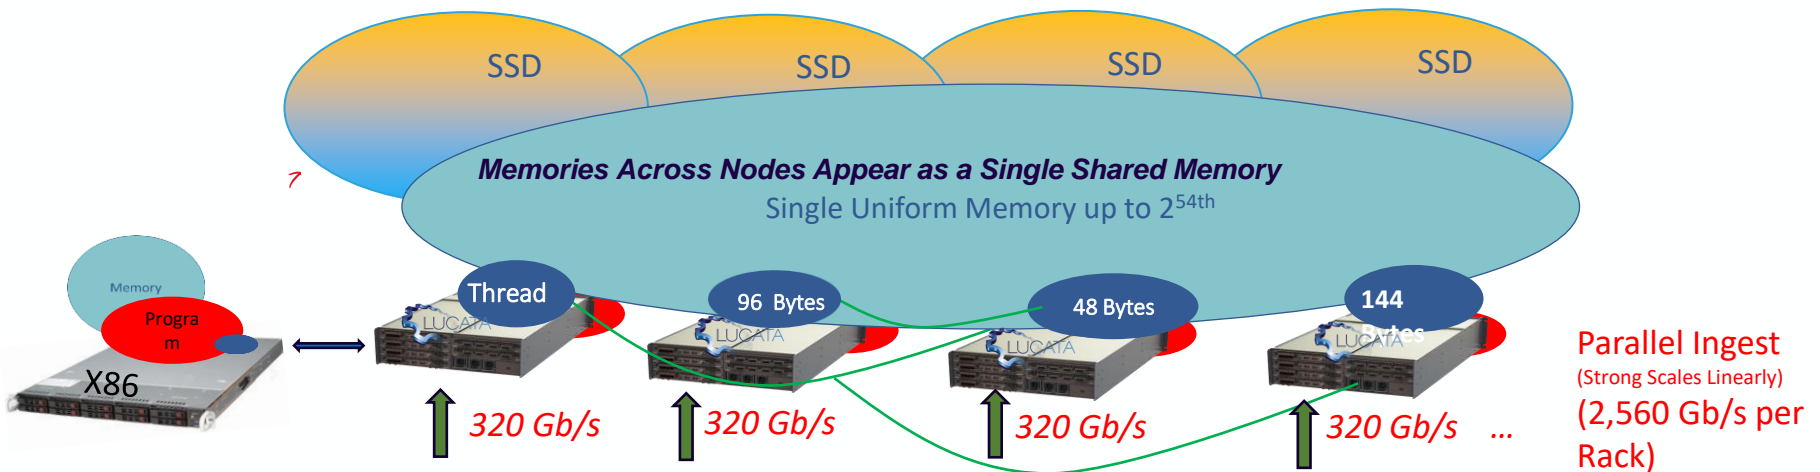 SSD
SSD
SSD
SSD
Memories Across Nodes Appear as a Single Shared Memory
Single Uniform Memory up to 2^54th
Memory
Progra
m
X86
Thread
96 Bytes
48 Bytes
144
Bytes
LUCATA
LUCATA
LUCATA
LUCATA
320 Gb/s
320 Gb/s
320 Gb/s
320 Gb/s ...
Parallel Ingest
(Strong Scales Linearly)
(2,560 Gb/s per
Rack)